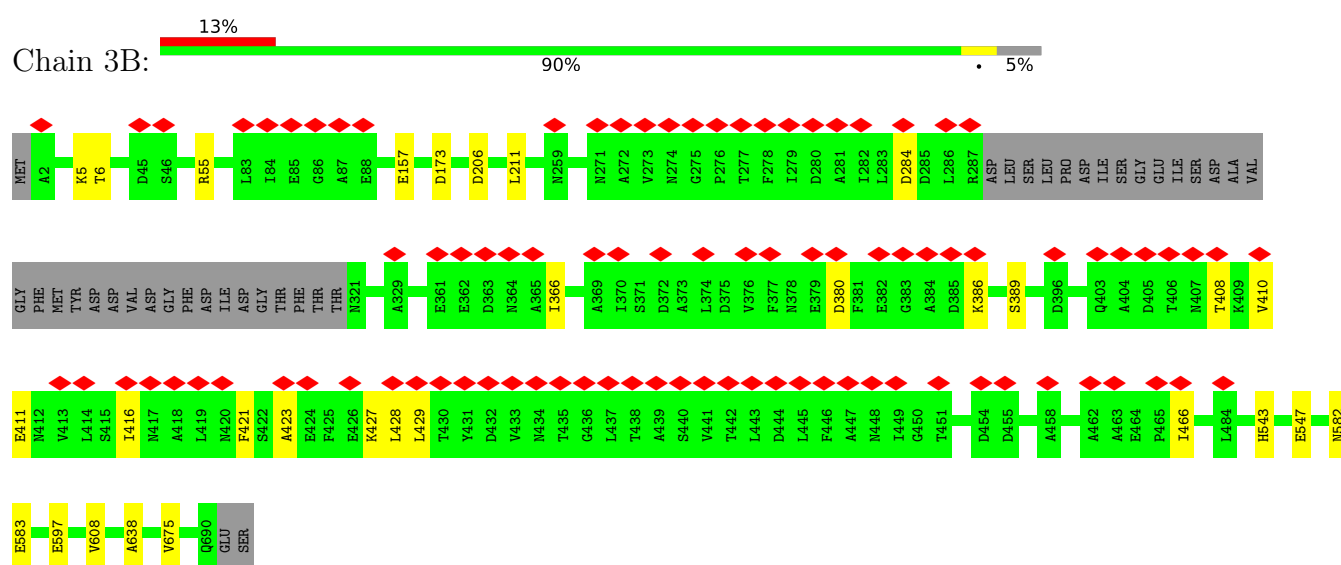 13%
Chain 3B:
90% • 5%
MET A2 K5 T6 D45 S46 R55 L83 I84 E85 G86 A87 E88 E157 D173 D206 L211 N259 N271 A272 V273 N274 G275 P276 T277 F278 I279 D280 A281 I282 L283 D284 D285 L286 R287 ASP LEU SER LEU PRO ASP ILE SER GLY GLU ILE SER ASP ALA VAL
GLY PHE MET TYR ASP ASP VAL ASP GLY PHE ASP ILE ASP GLY THR PHE THR THR N321 A329 E361 E362 D363 N364 A365 I366 A369 I370 S371 D372 A373 L374 D375 V376 F377 N378 E379 D380 F381 E382 G383 A384 D385 K386 S389 D396 Q403 A404 D405 T406 N407 T408 K409 V410
E411 N412 V413 L414 S415 I416 N417 A418 L419 N420 F421 S422 A423 E424 F425 E426 K427 L428 L429 T430 Y431 D432 V433 N434 T435 G436 L437 T438 A439 S440 V441 T442 L443 D444 L445 F446 A447 N448 I449 G450 T451 D454 D455 A458 A462 A463 E464 P465 I466 L484 H543 E547 N582
E583 E597 V608 A638 V675 Q690 GLU SER